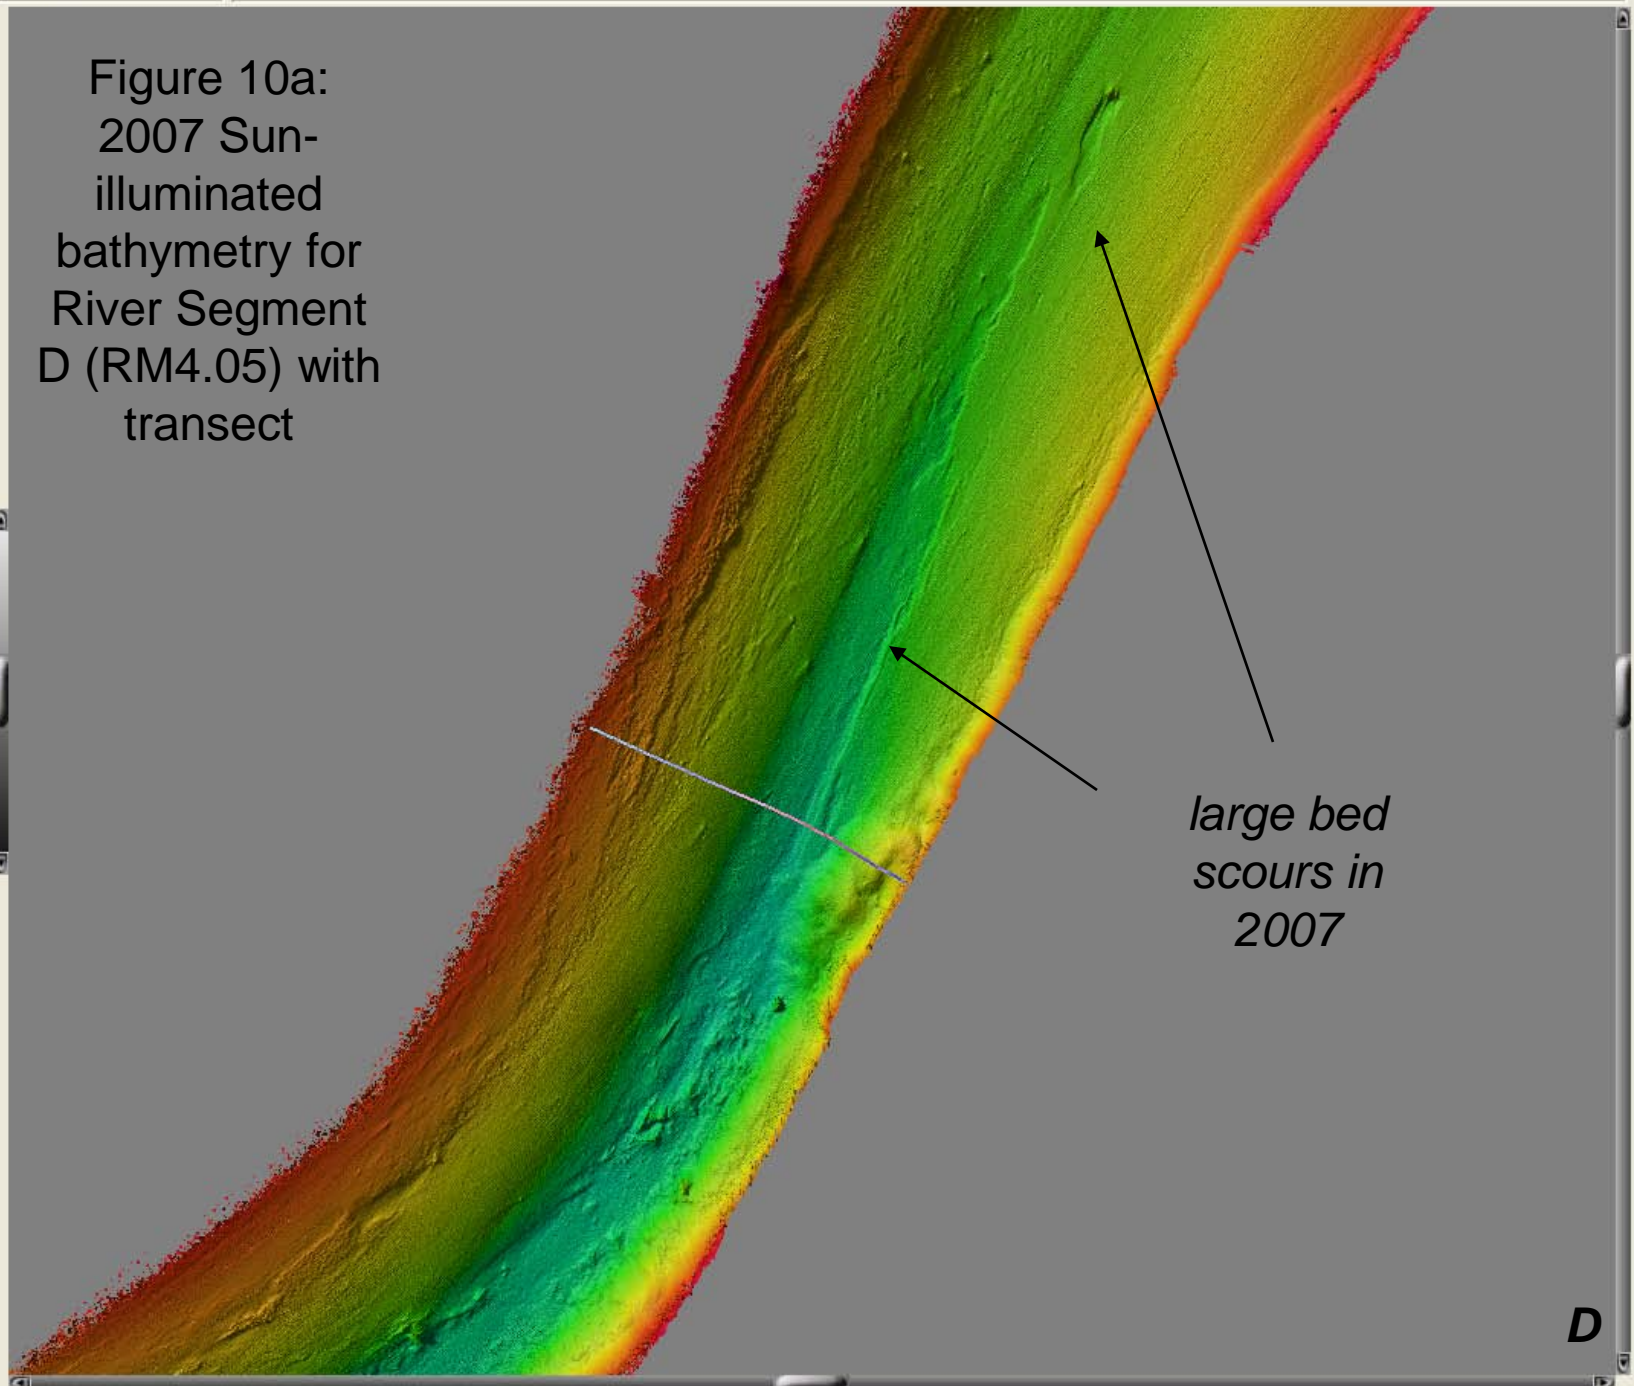 Figure 10a:
2007 Sun-
illuminated
bathymetry for
River Segment
D (RM4.05) with
transect
large bed
scours in
2007
D